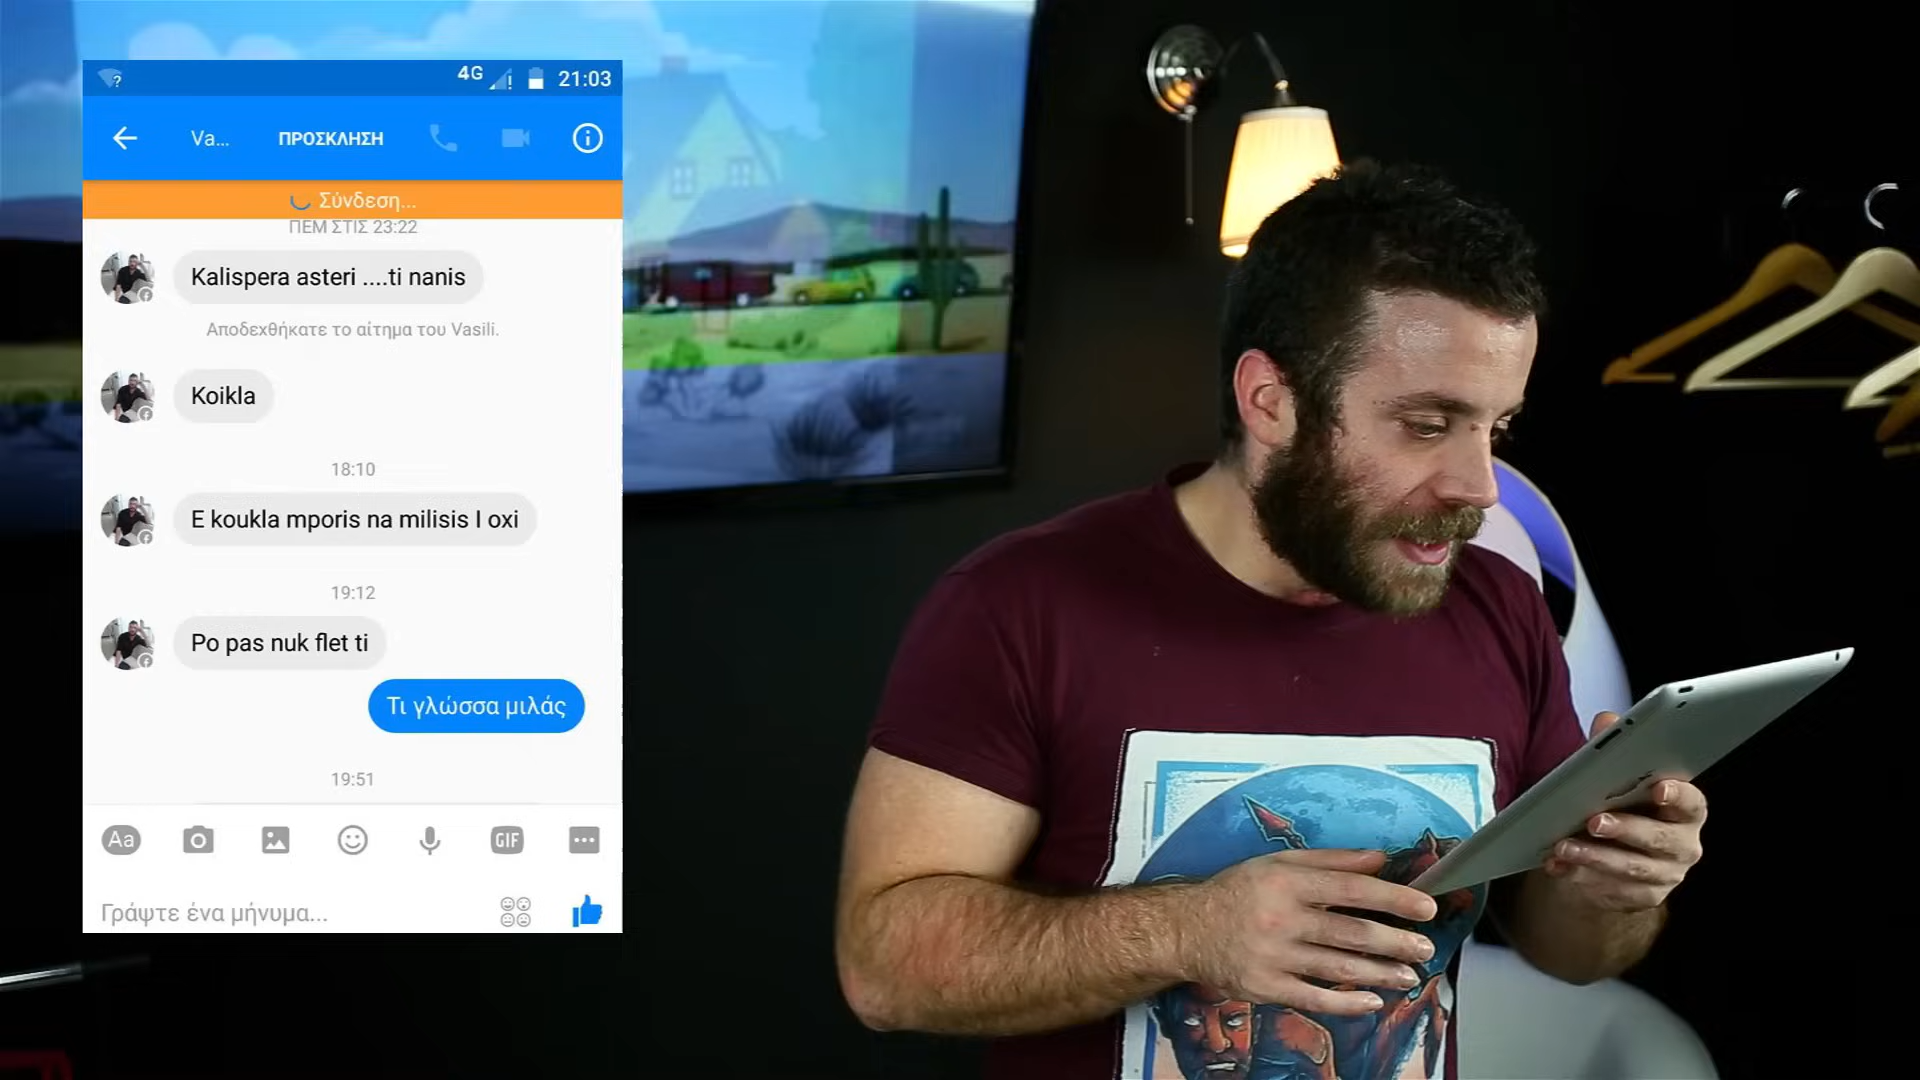 4G 21:03
Va... ΠΡΟΣΚΛΗΣΗ
Σύνδεση...
ΠΕΜ ΣΤΙΣ 23:22
Kalispera asteri ....ti nanis
Αποδεχθήκατε το αίτημα του Vasili.
Koikla
18:10
E koukla mporis na milisis I oxi
19:12
Po pas nuk flet ti
Τι γλώσσα μιλάς
19:51
Aa GIF
Γράψτε ένα μήνυμα...